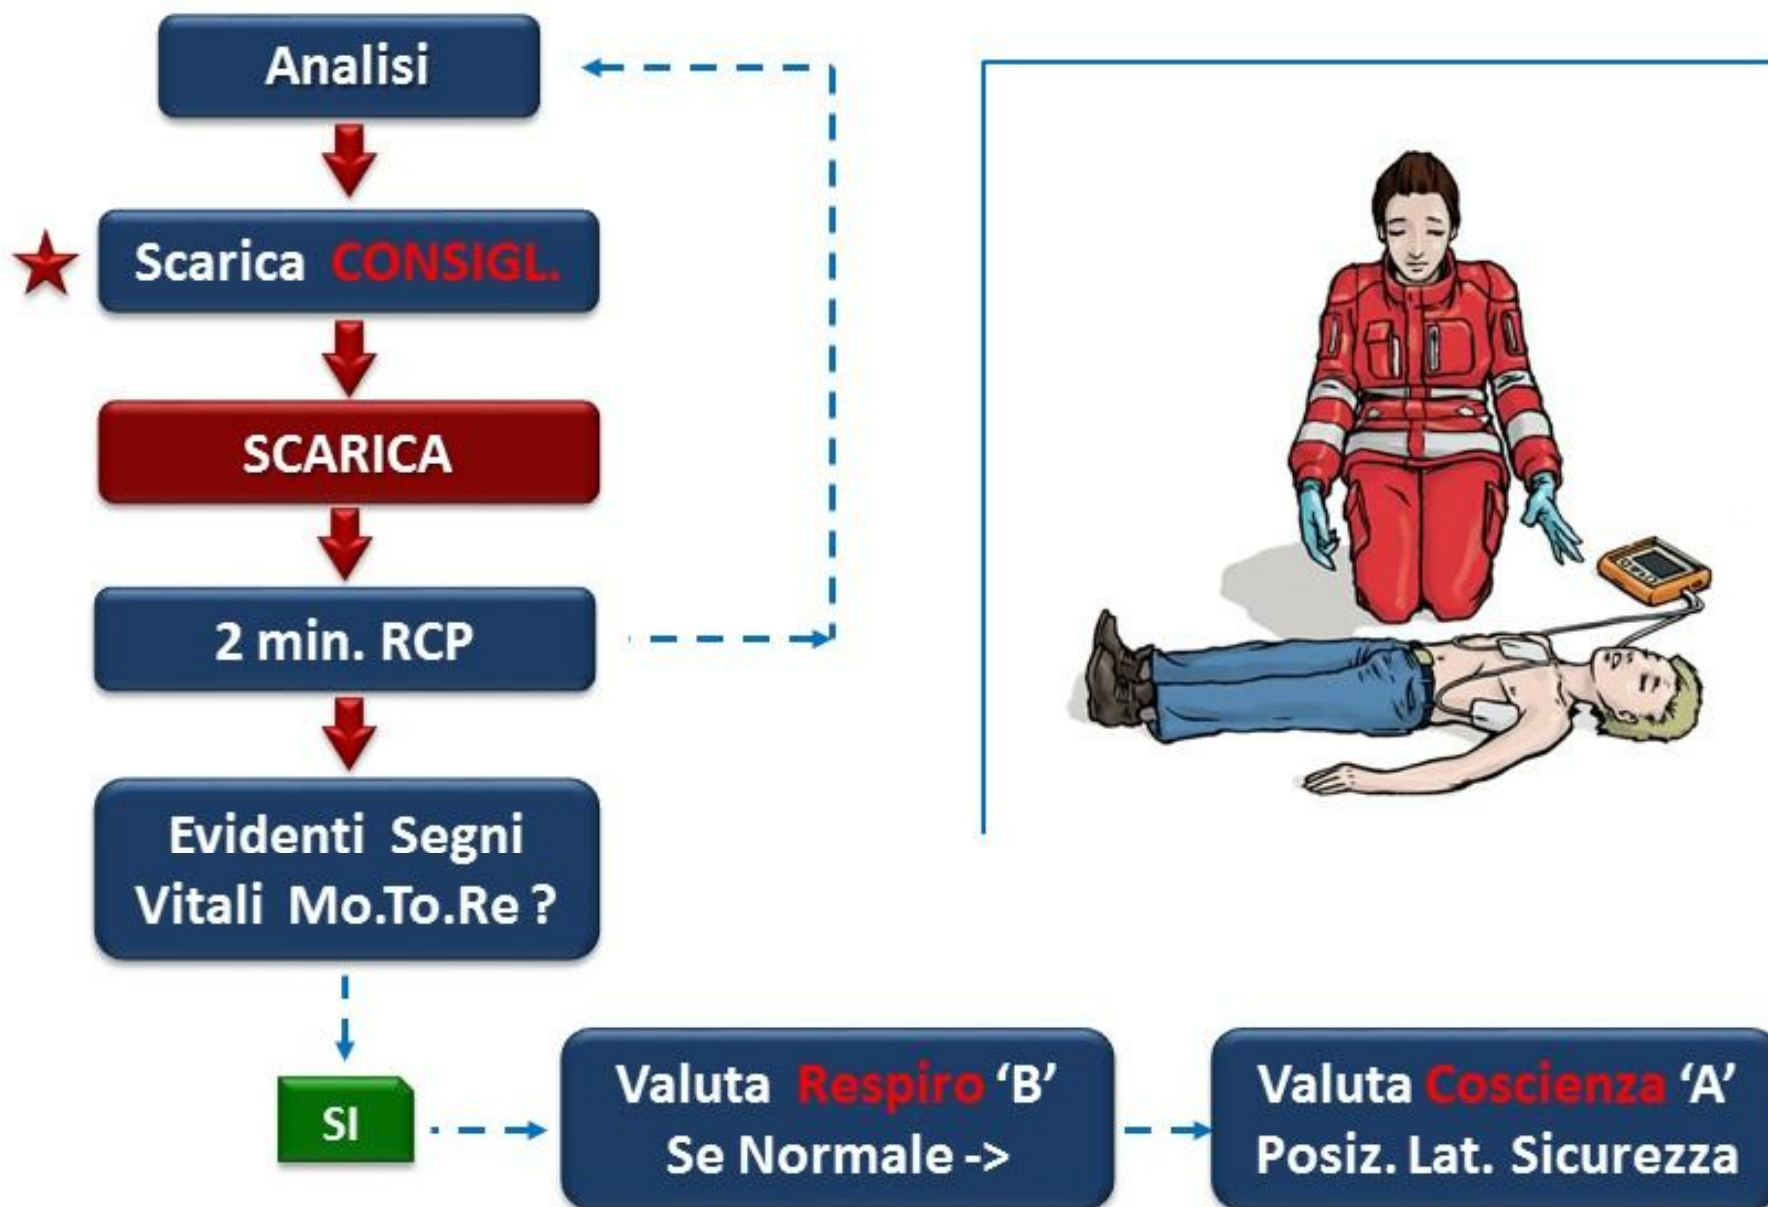 Analisi
Scarica CONSIGL.
SCARICA
2 min. RCP
Evidenti Segni
Vitali Mo.To.Re ?
SI
Valuta Respiro ‘B’
Se Normale ->
Valuta Coscienza ‘A’
Posiz. Lat. Sicurezza